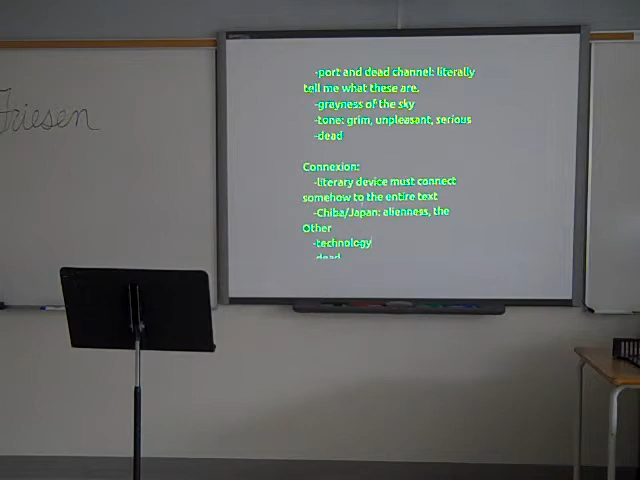 Friesen
-port and dead channel: literally
tell me what these are.
-grayness of the sky
-tone: grim, unpleasant, serious
-dead
Connexion:
-literary device must connect
somehow to the entire text
-Chiba/Japan: alienness, the
Other
-technology
dead